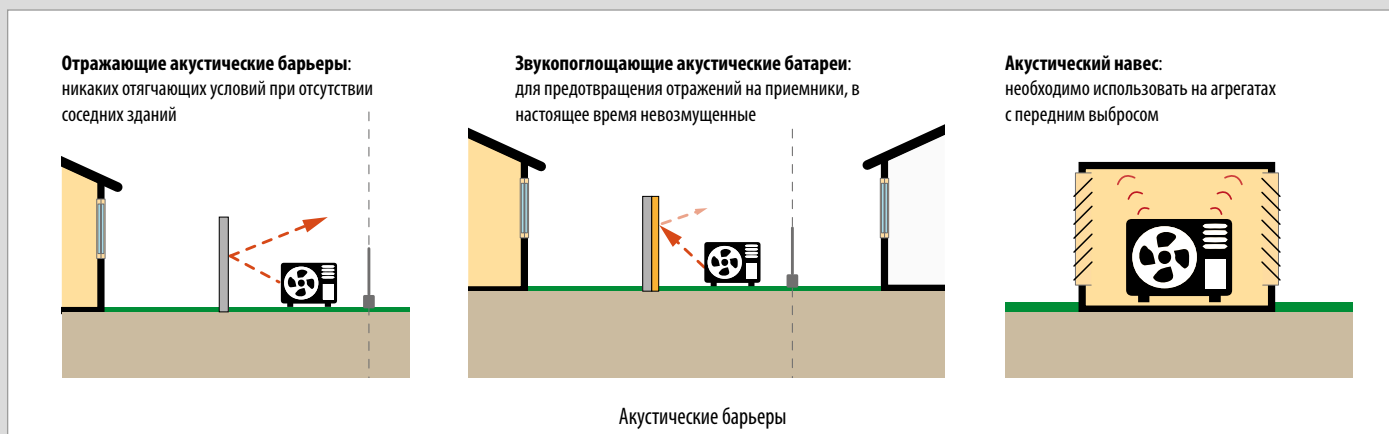 Отражающие акустические барьеры:
никаких отягчающих условий при отсутствии
соседних зданий
Звукопоглощающие акустические батареи:
для предотвращения отражений на приемники, в
настоящее время невозмущенные
Акустический навес:
необходимо использовать на агрегатах
с передним выбросом
Акустические барьеры